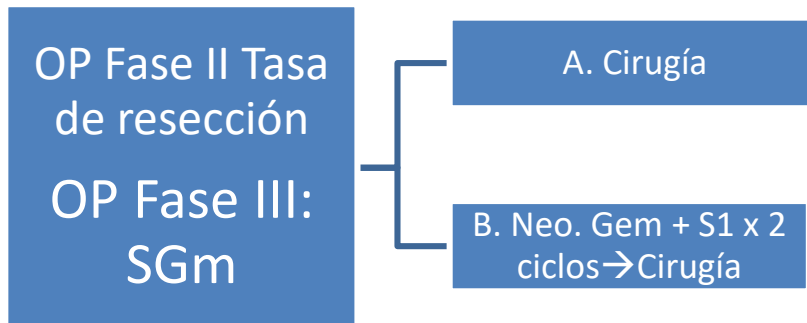 OP Fase II Tasa
de resección
OP Fase III:
SGm
A. Cirugía
B. Neo. Gem + S1 x 2
ciclos→Cirugía